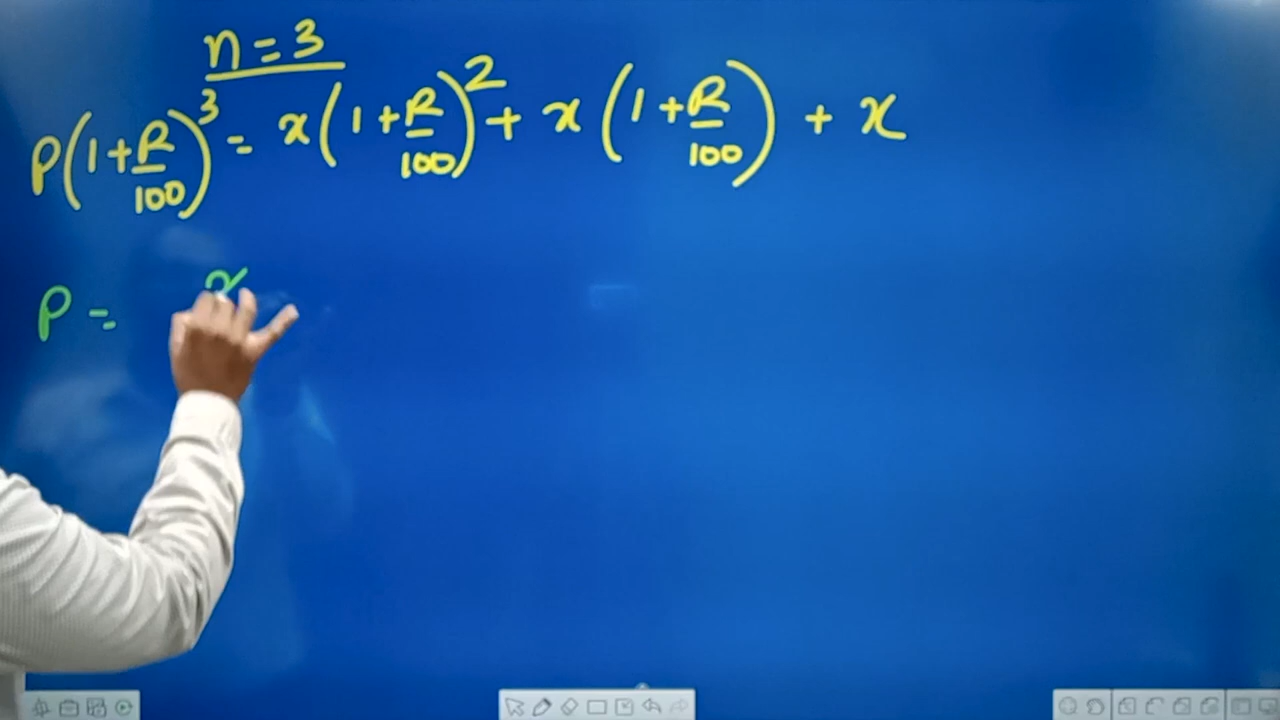 n = 3
P(1+R/100)³ = x(1+R/100)² + x(1+R/100) + x
P = x